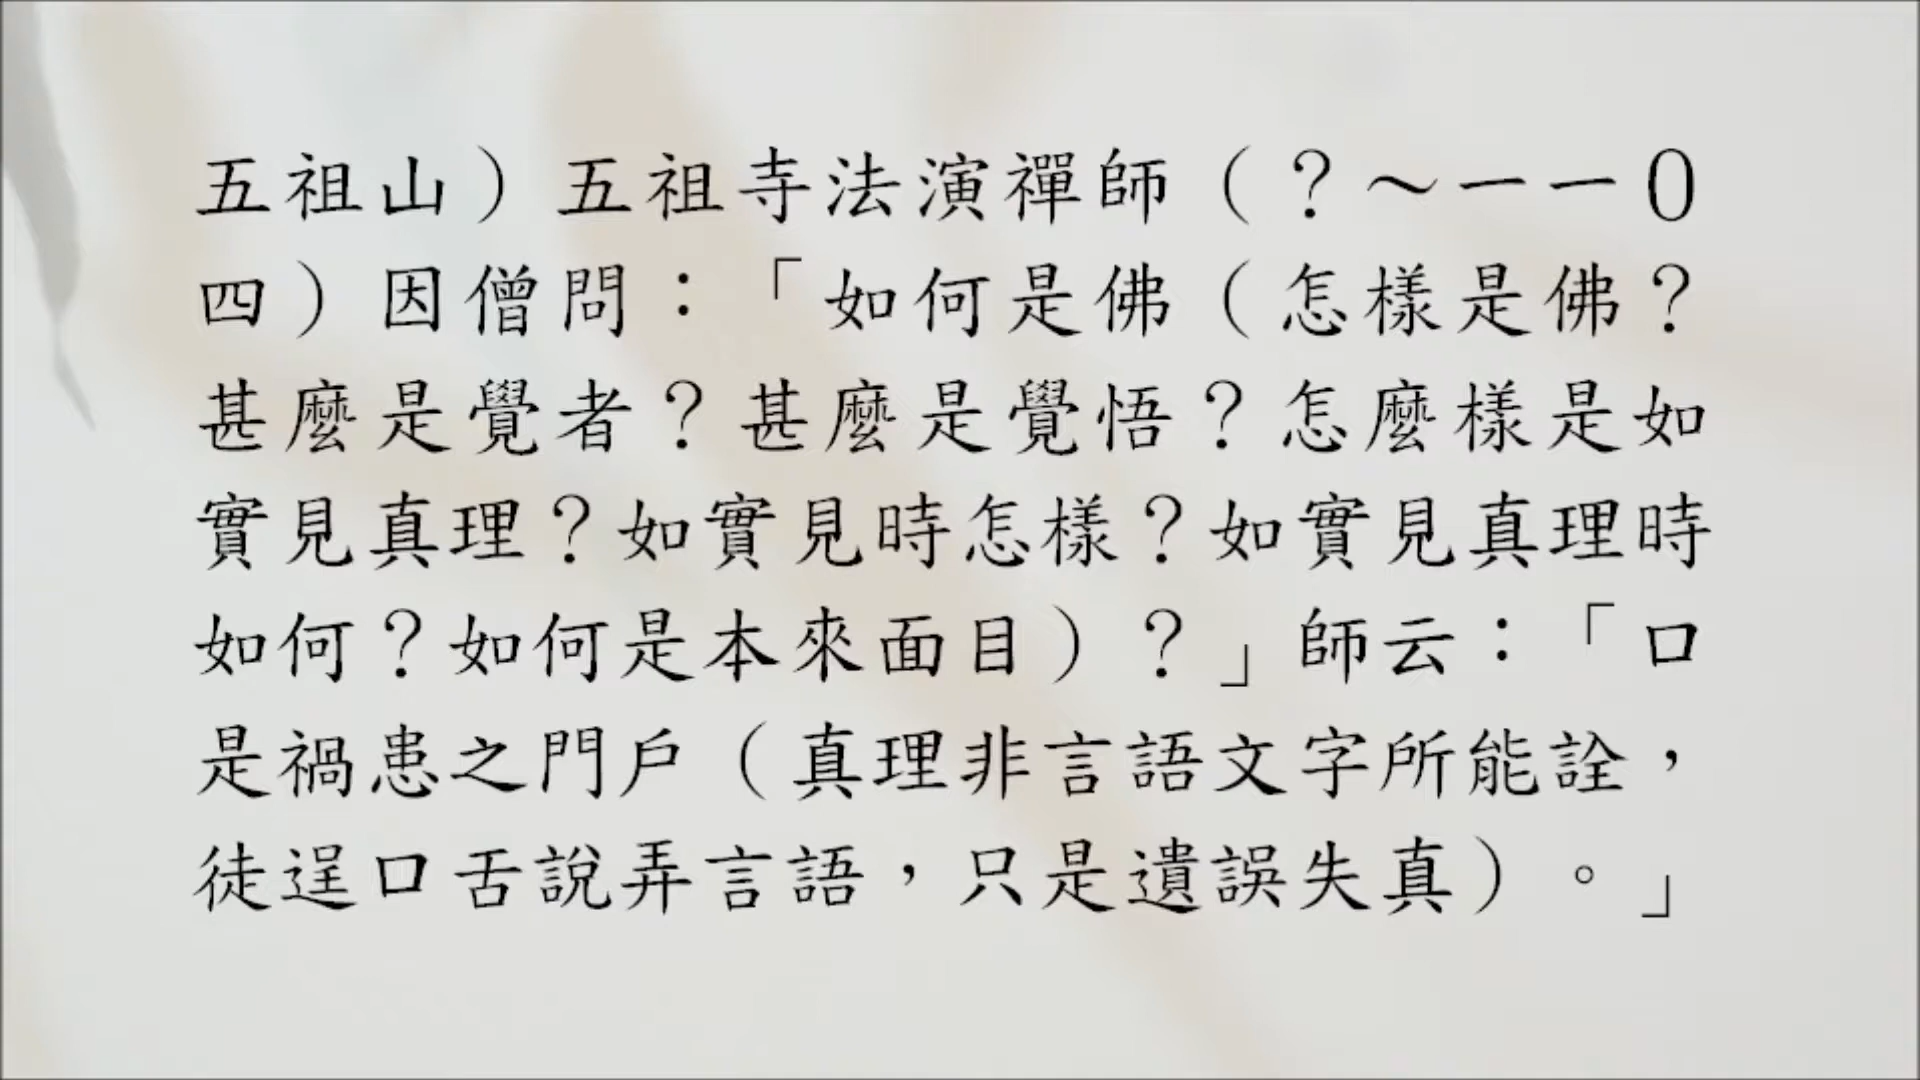 五祖山）五祖寺法演禪師（？～一一０
四）因僧問：「如何是佛（怎樣是佛？
甚麼是覺者？甚麼是覺悟？怎麼樣是如
實見真理？如實見時怎樣？如實見真理時
如何？如何是本來面目）？」師云：「口
是禍患之門戶（真理非言語文字所能詮，
徒逞口舌說弄言語，只是遺誤失真）。」